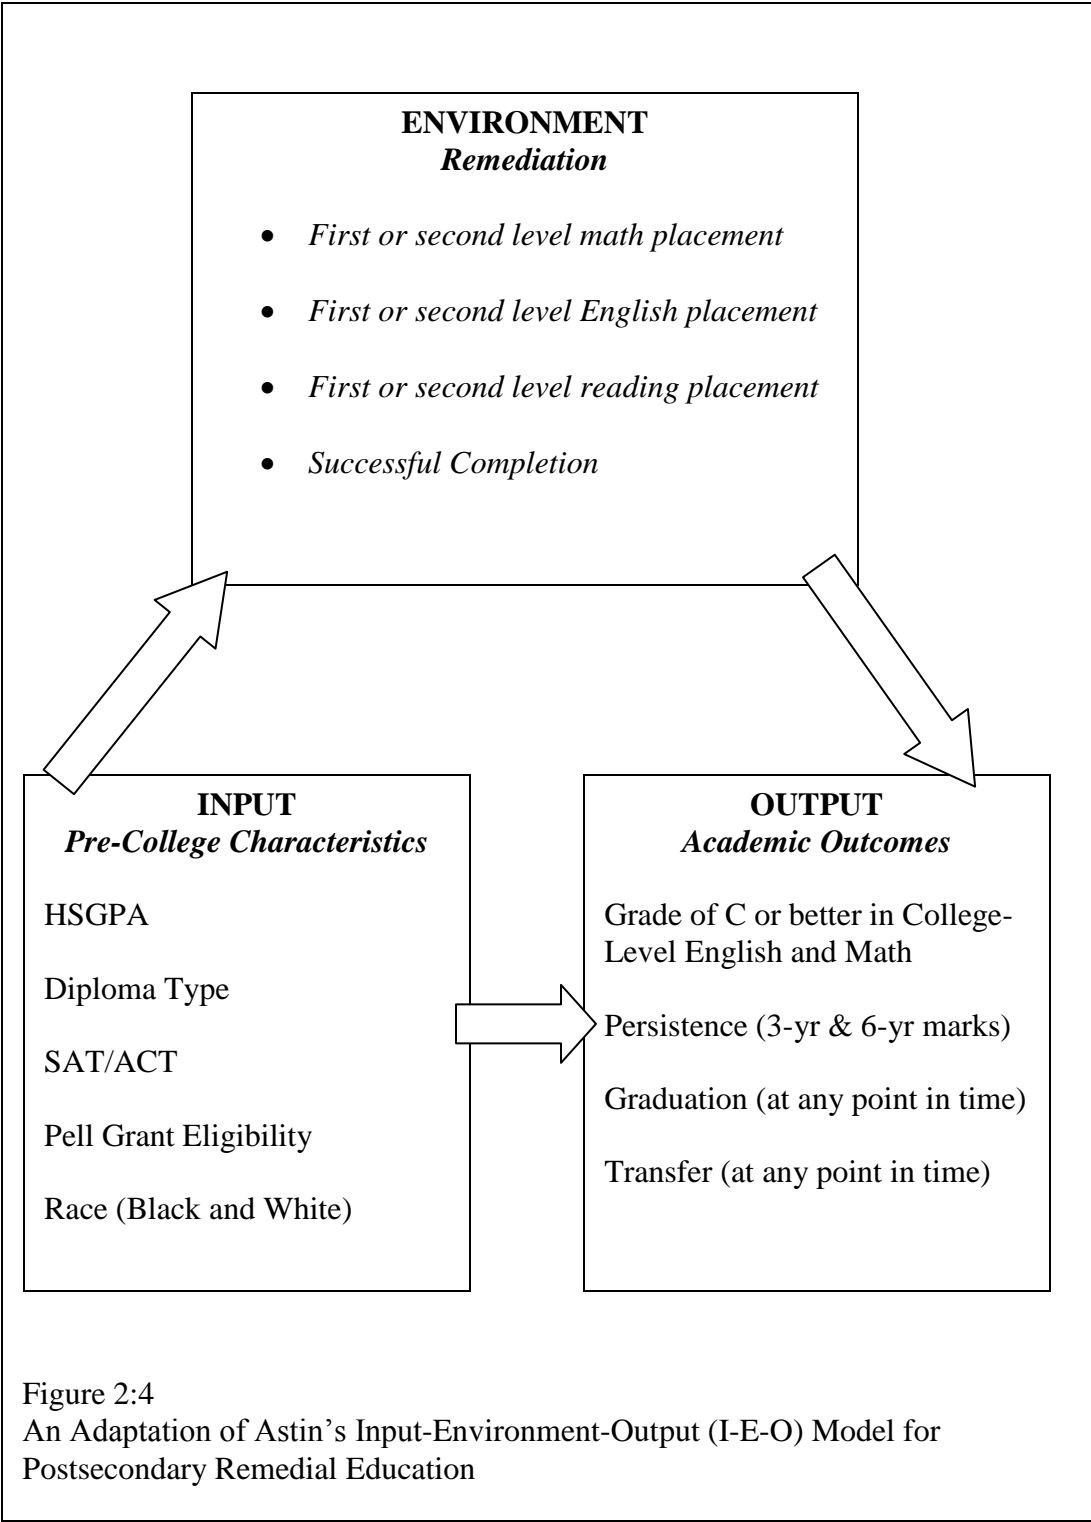 ENVIRONMENT
Remediation
• First or second level math placement
• First or second level English placement
• First or second level reading placement
• Successful Completion
INPUT
Pre-College Characteristics
HSGPA
Diploma Type
SAT/ACT
Pell Grant Eligibility
Race (Black and White)
OUTPUT
Academic Outcomes
Grade of C or better in College-
Level English and Math
Persistence (3-yr & 6-yr marks)
Graduation (at any point in time)
Transfer (at any point in time)
Figure 2:4
An Adaptation of Astin’s Input-Environment-Output (I-E-O) Model for
Postsecondary Remedial Education